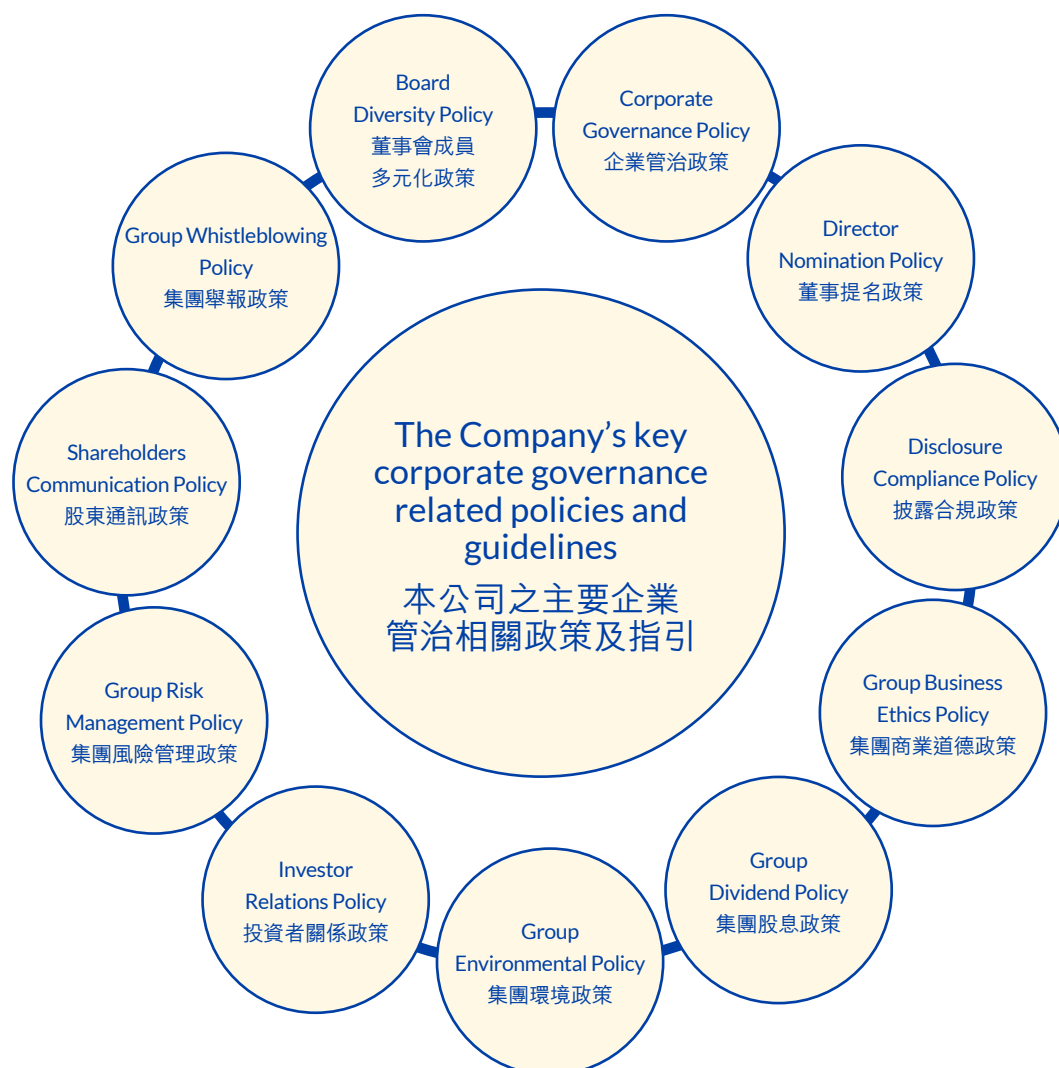 Board
Diversity Policy
董事會成員
多元化政策
Corporate
Governance Policy
企業管治政策
Director
Nomination Policy
董事提名政策
Disclosure
Compliance Policy
披露合規政策
Group Business
Ethics Policy
集團商業道德政策
Group
Dividend Policy
集團股息政策
Group
Environmental Policy
集團環境政策
Investor
Relations Policy
投資者關係政策
Group Risk
Management Policy
集團風險管理政策
Shareholders
Communication Policy
股東通訊政策
Group Whistleblowing
Policy
集團舉報政策
The Company’s key
corporate governance
related policies and
guidelines
本公司之主要企業
管治相關政策及指引